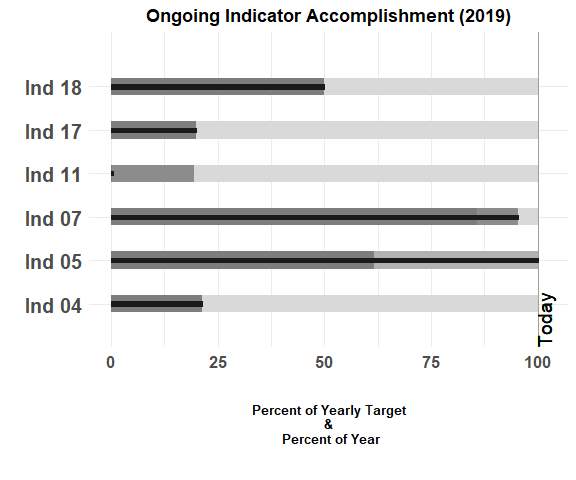 Ongoing Indicator Accomplishment (2019)
Ind 18
Ind 17
Ind 11
Ind 07
Ind 05
Ind 04
Today
0 25 50 75 100
Percent of Yearly Target
&
Percent of Year